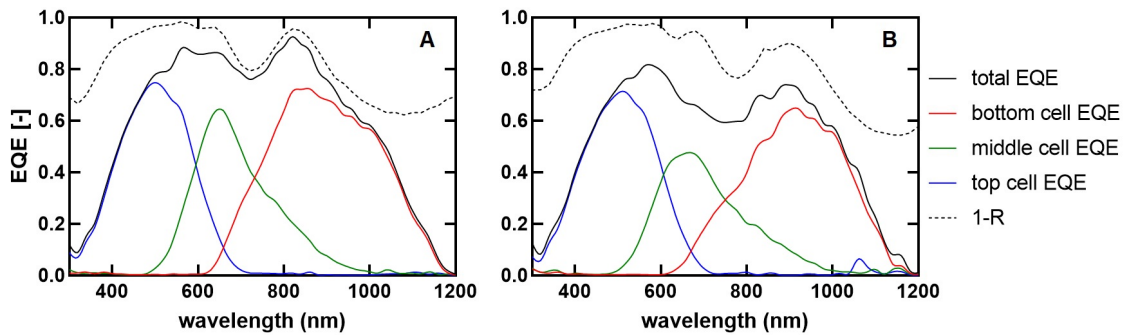 EQE [-]
1.0
0.8
0.6
0.4
0.2
0.0
A
400 600 800 1000 1200
wavelength (nm)
1.0
0.8
0.6
0.4
0.2
0.0
B
400 600 800 1000 1200
wavelength (nm)
total EQE
bottom cell EQE
middle cell EQE
top cell EQE
1-R